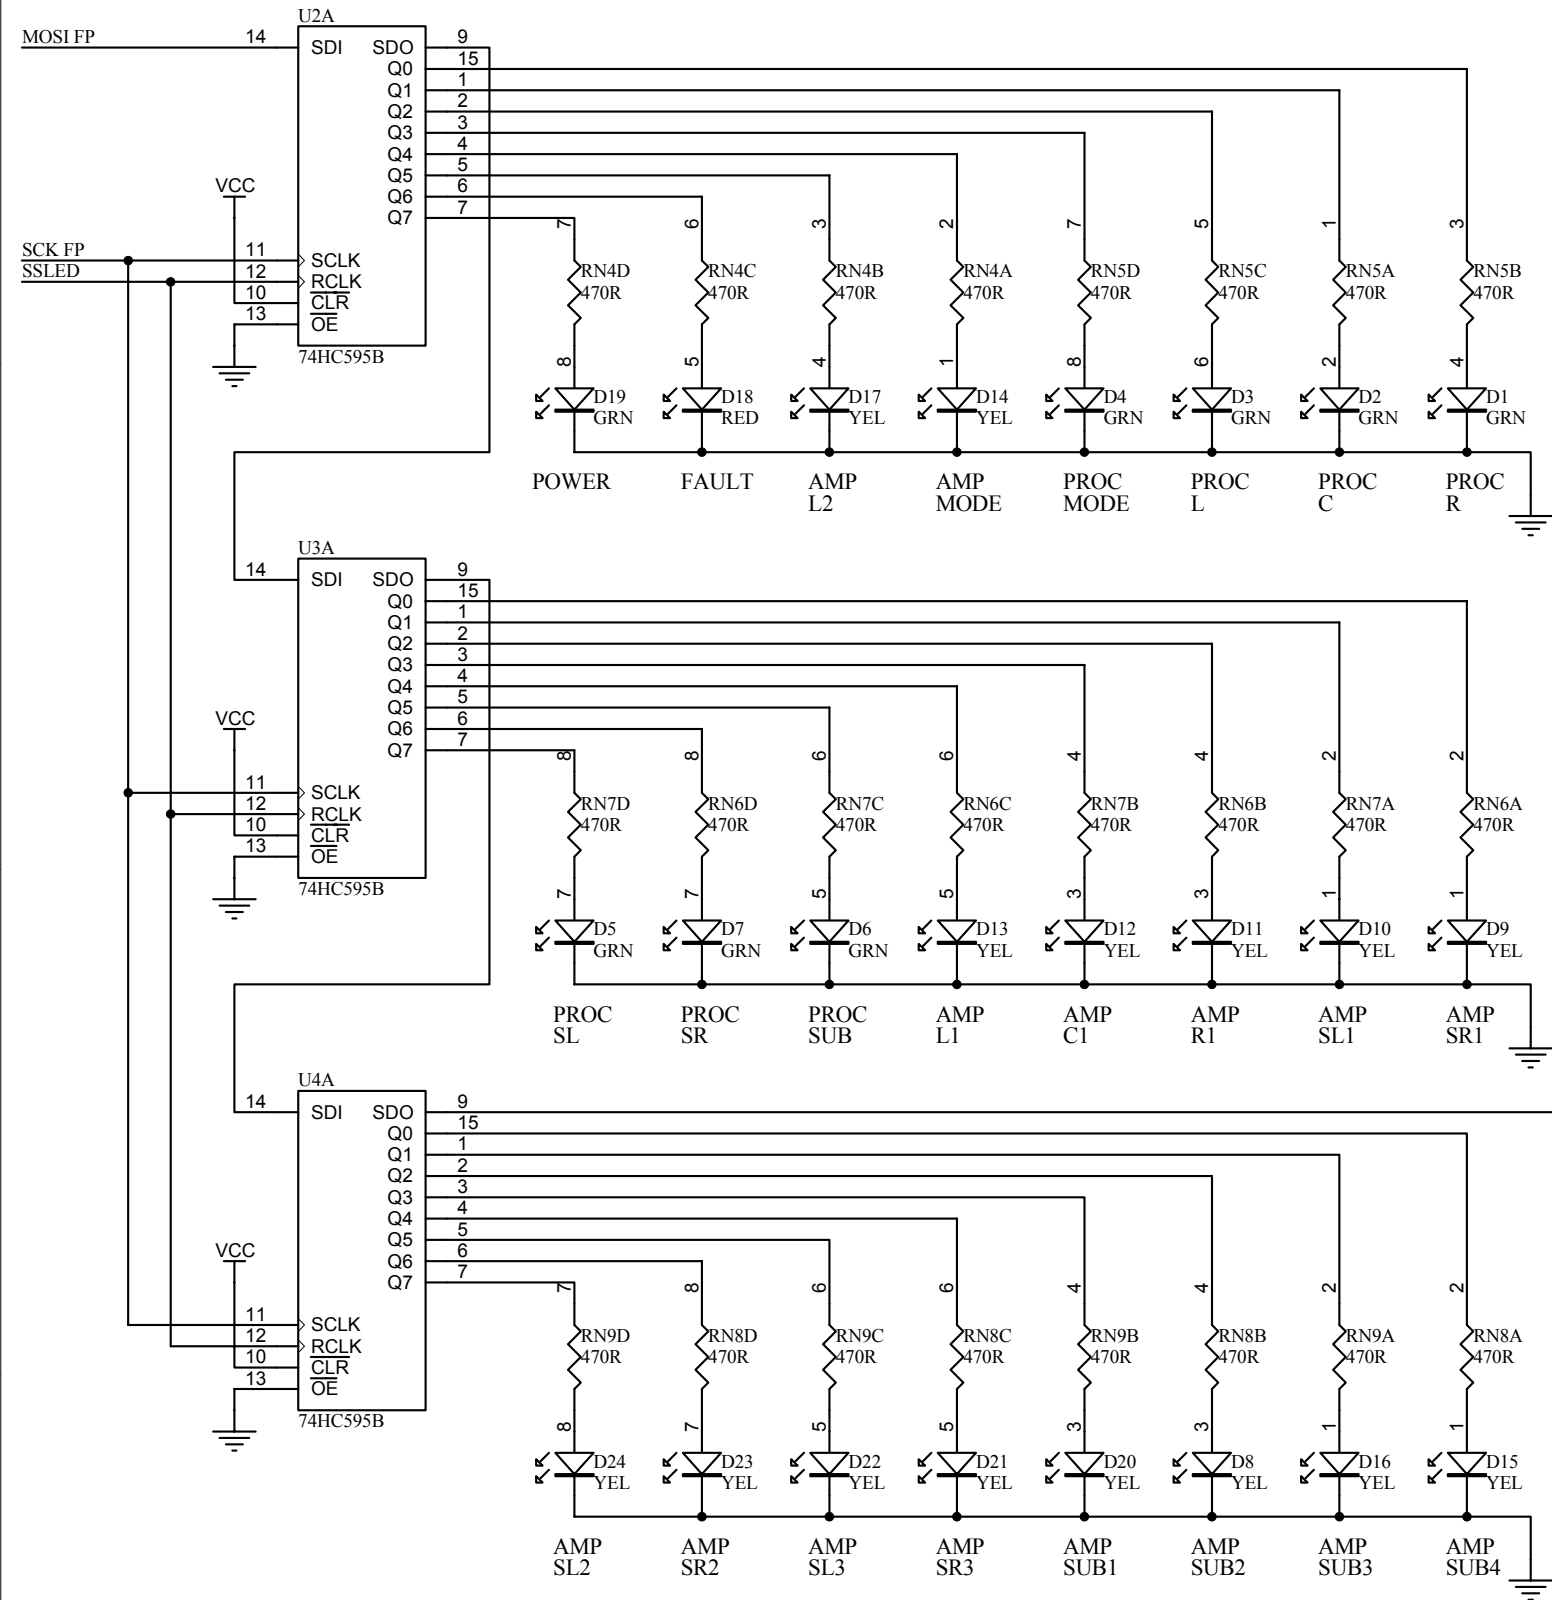 U2A
MOSI FP 14 SDI SDO 9
Q0 15
Q1 1
Q2 2
Q3 3
Q4 4
Q5 5
VCC Q6 6
Q7 7
7 6 3 2 7 5 1 3
SCK FP 11 SCLK
SSLED 12 RCLK
10 CLR
13 OE
RN4D RN4C RN4B RN4A RN5D RN5C RN5A RN5B
470R 470R 470R 470R 470R 470R 470R 470R
74HC595B
8 5 4 1 8 6 2 4
D19 D18 D17 D14 D4 D3 D2 D1
GRN RED YEL YEL GRN GRN GRN GRN
POWER FAULT AMP AMP PROC PROC PROC PROC
L2 MODE MODE L C R
U3A
14 SDI SDO 9
Q0 15
Q1 1
Q2 2
Q3 3
Q4 4
Q5 5
VCC Q6 6
Q7 7
8 8 6 6 4 4 2 2
11 SCLK
12 RCLK
10 CLR
13 OE
RN7D RN6D RN7C RN6C RN7B RN6B RN7A RN6A
470R 470R 470R 470R 470R 470R 470R 470R
74HC595B
7 7 5 5 3 3 1 1
D5 D7 D6 D13 D12 D11 D10 D9
GRN GRN GRN YEL YEL YEL YEL YEL
PROC PROC PROC AMP AMP AMP AMP AMP
SL SR SUB L1 C1 R1 SL1 SR1
U4A
14 SDI SDO 9
Q0 15
Q1 1
Q2 2
Q3 3
Q4 4
Q5 5
VCC Q6 6
Q7 7
7 8 6 6 4 4 2 2
11 SCLK
12 RCLK
10 CLR
13 OE
RN9D RN8D RN9C RN8C RN9B RN8B RN9A RN8A
470R 470R 470R 470R 470R 470R 470R 470R
74HC595B
8 7 5 5 3 3 1 1
D24 D23 D22 D21 D20 D8 D16 D15
YEL YEL YEL YEL YEL YEL YEL YEL
AMP AMP AMP AMP AMP AMP AMP AMP
SL2 SR2 SL3 SR3 SUB1 SUB2 SUB3 SUB4